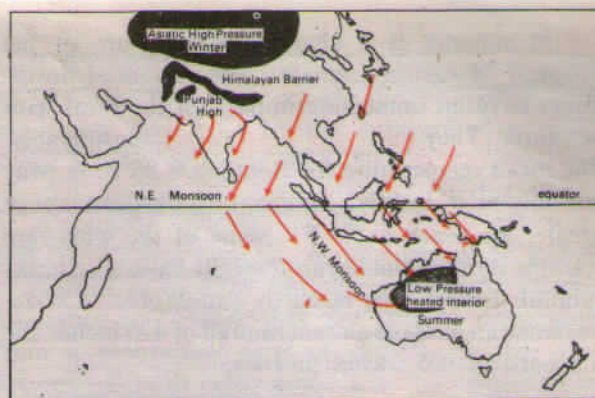 Asiatic High Pressure
Winter
Himalayan Barrier
Punjab
High
N.E. Monsoon
equator
N.W. Monsoon
Low Pressure
heated interior
Summer
r